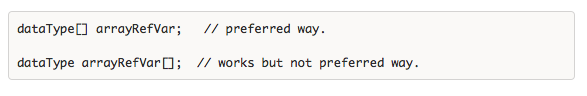 dataType[] arrayRefVar;   // preferred way.
dataType arrayRefVar[];  // works but not preferred way.